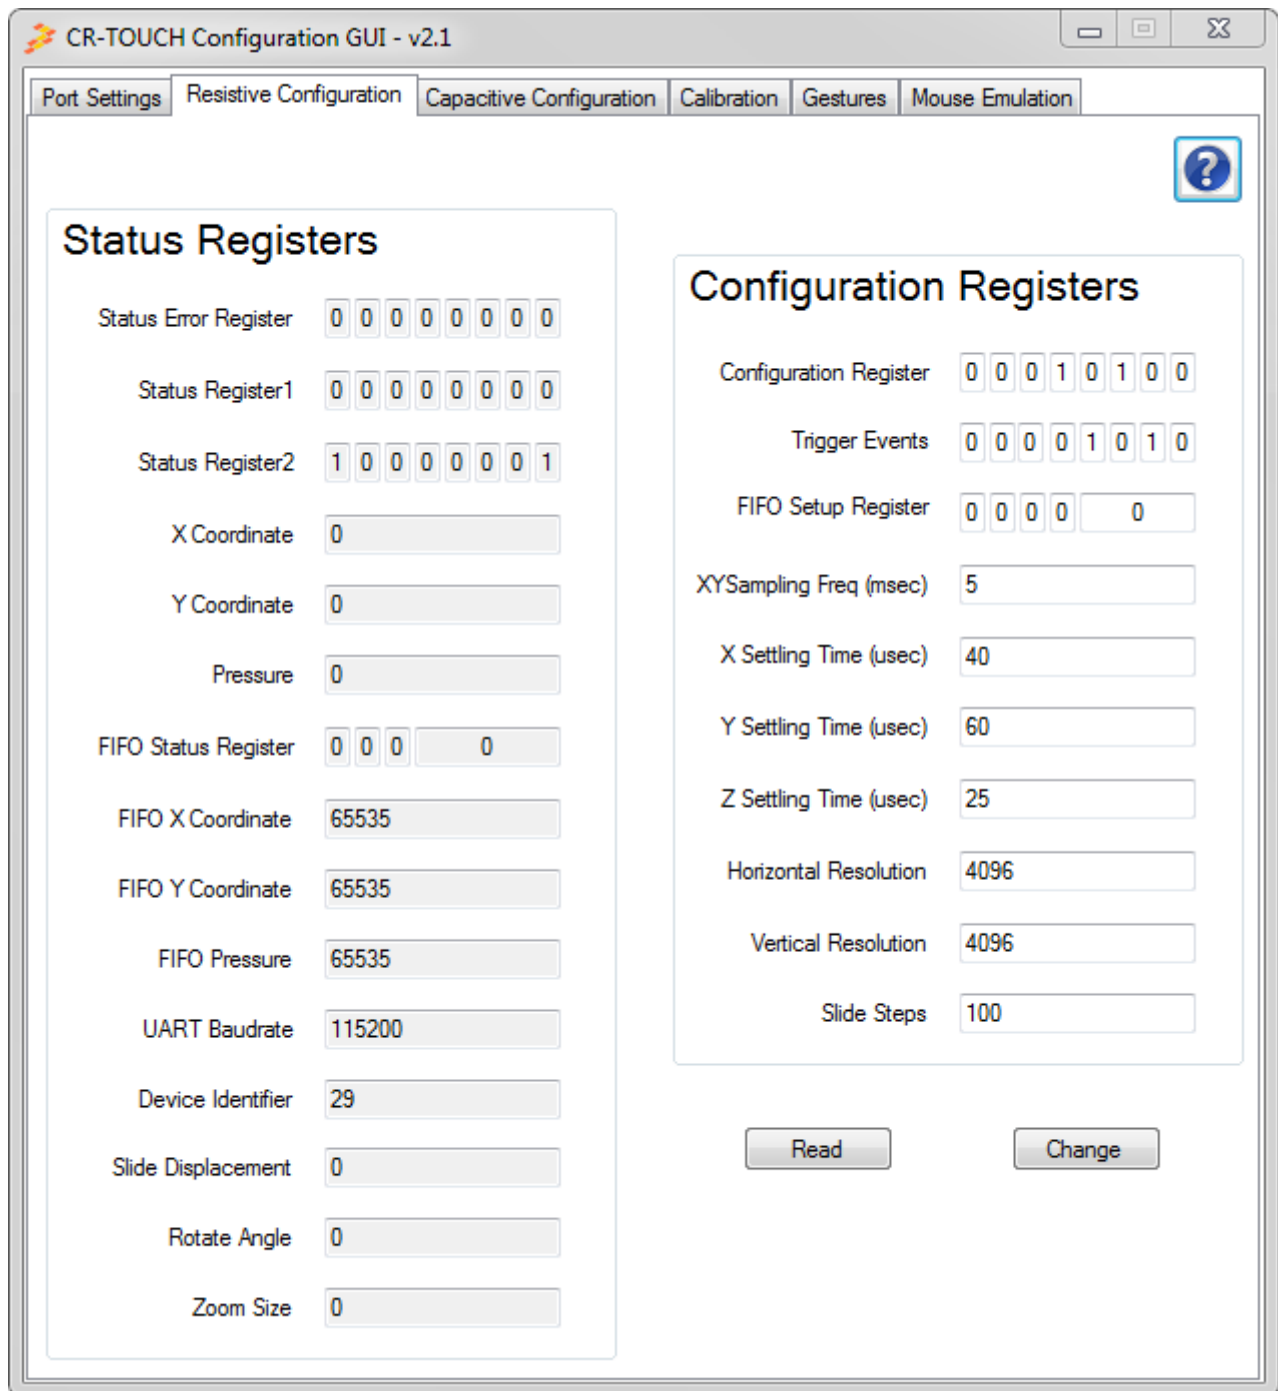 CR-TOUCH Configuration GUI - v2.1
Port Settings Resistive Configuration Capacitive Configuration Calibration Gestures Mouse Emulation
?
Status Registers
Status Error Register 0 0 0 0 0 0 0 0
Status Register1 0 0 0 0 0 0 0 0
Status Register2 1 0 0 0 0 0 0 1
X Coordinate 0
Y Coordinate 0
Pressure 0
FIFO Status Register 0 0 0 0
FIFO X Coordinate 65535
FIFO Y Coordinate 65535
FIFO Pressure 65535
UART Baudrate 115200
Device Identifier 29
Slide Displacement 0
Rotate Angle 0
Zoom Size 0
Configuration Registers
Configuration Register 0 0 0 1 0 1 0 0
Trigger Events 0 0 0 0 1 0 1 0
FIFO Setup Register 0 0 0 0 0
XYSampling Freq (msec) 5
X Settling Time (usec) 40
Y Settling Time (usec) 60
Z Settling Time (usec) 25
Horizontal Resolution 4096
Vertical Resolution 4096
Slide Steps 100
Read Change